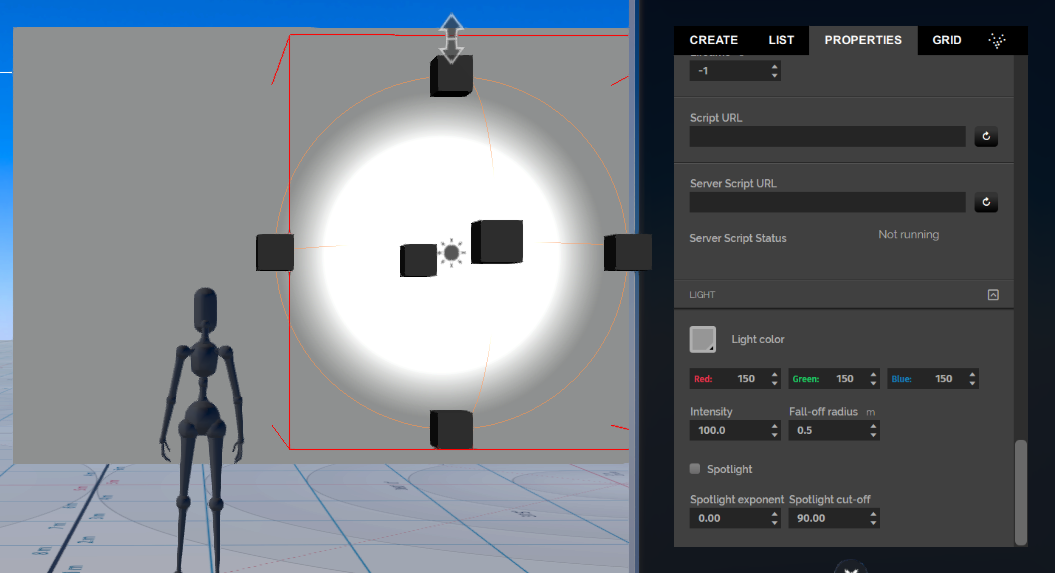 CREATE LIST PROPERTIES GRID
-1
Script URL
Server Script URL
Server Script Status Not running
LIGHT
Light color
Red: 150 Green: 150 Blue: 150
Intensity Fall-off radius m
100.0 0.5
Spotlight
Spotlight exponent Spotlight cut-off
0.00 90.00